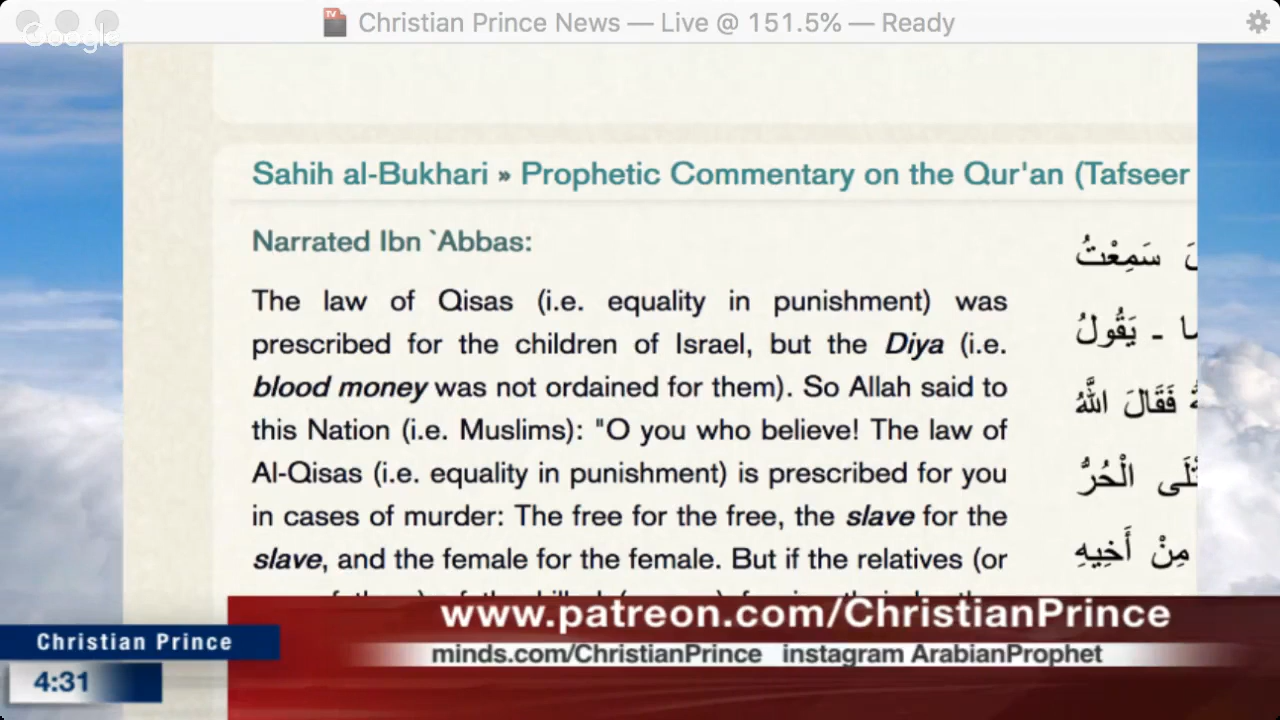 Christian Prince News — Live @ 151.5% — Ready
Google
Sahih al-Bukhari » Prophetic Commentary on the Qur'an (Tafseer
Narrated Ibn `Abbas:
The law of Qisas (i.e. equality in punishment) was
prescribed for the children of Israel, but the Diya (i.e.
blood money was not ordained for them). So Allah said to
this Nation (i.e. Muslims): "O you who believe! The law of
Al-Qisas (i.e. equality in punishment) is prescribed for you
in cases of murder: The free for the free, the slave for the
slave, and the female for the female. But if the relatives (or
سَمِعْتُ
يَقُولُ
فَقَالَ اللَّهُ
الْحُرُّ
مِنْ أَخِيهِ
www.patreon.com/ChristianPrince
minds.com/ChristianPrince instagram ArabianProphet
Christian Prince
4:31